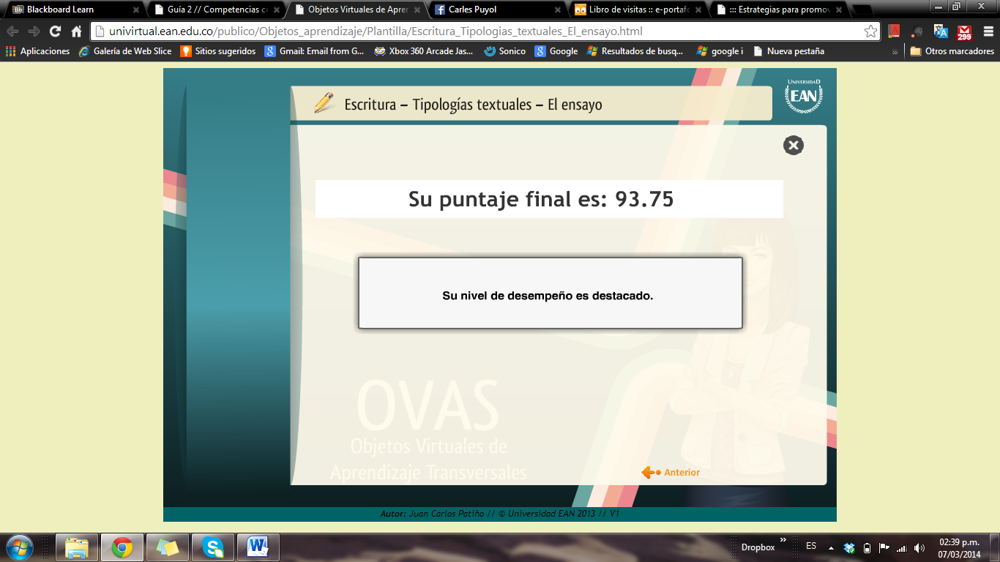 Blackboard Learn
Guía 2 // Competencias co
Objetos Virtuales de Apren
Carles Puyol
Libro de visitas :: e-portafo
::: Estrategias para promov
univirtual.ean.edu.co/publico/Objetos_aprendizaje/Plantilla/Escritura_Tipologias_textuales_El_ensayo.html
299
Aplicaciones
Galería de Web Slice
Sitios sugeridos
Gmail: Email from G...
Xbox 360 Arcade Jas...
Sonico
Google
Resultados de busq...
google i
Nueva pestaña
»
Otros marcadores
Escritura – Tipologías textuales – El ensayo
UNIVERSIDAD
EAN
Su puntaje final es: 93.75
Su nivel de desempeño es destacado.
OVAS
Objetos Virtuales de
Aprendizaje Transversales
Anterior
Autor: Juan Carlos Patiño // © Universidad EAN 2013 // V1
Dropbox
»
ES
02:39 p.m.
07/03/2014